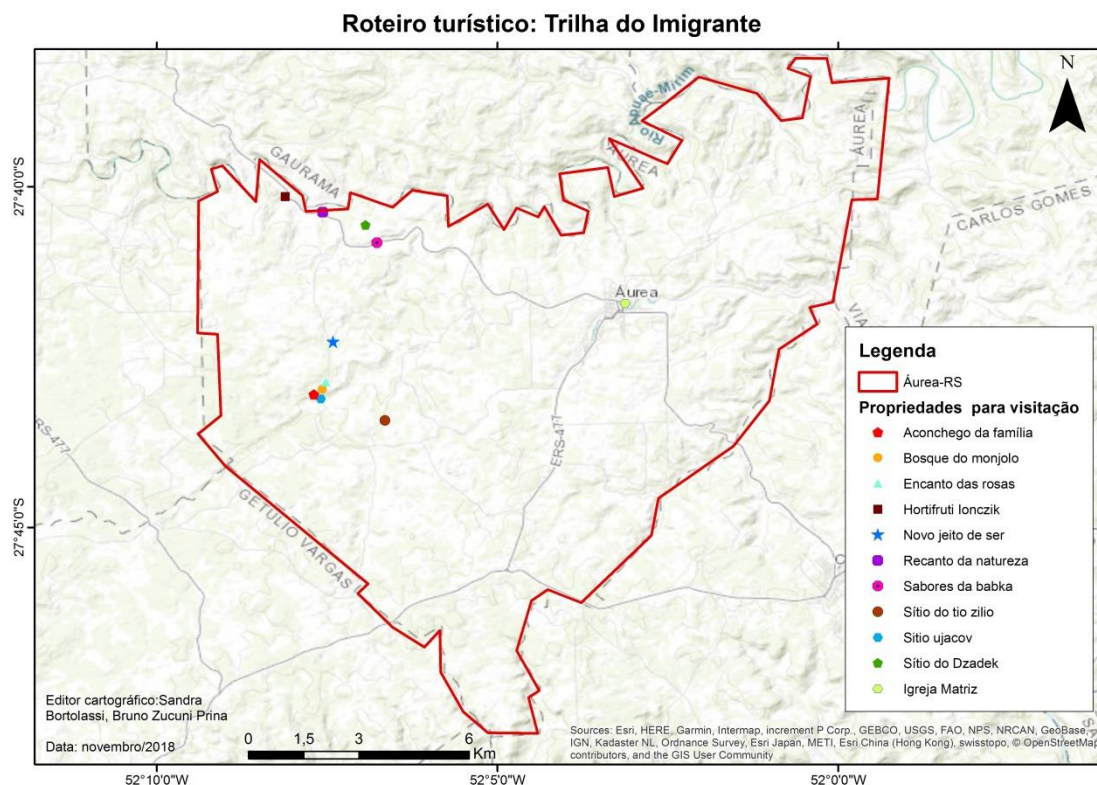 Roteiro turístico: Trilha do Imigrante
N
Rio Apuae-Mirim
GAURAMA
ÁUREA
ÁUREA
CARLOS GOMES
27°40'0"S
Áurea
VIA
RS-477
ERS-477
GETULIO VARGAS
27°45'0"S
Legenda
Áurea-RS
Propriedades para visitação
Aconchego da família
Bosque do monjolo
Encanto das rosas
Hortifruti Ionczik
Novo jeito de ser
Recanto da natureza
Sabores da babka
Sítio do tio zilio
Sitio ujacov
Sítio do Dzadek
Igreja Matriz
Editor cartográfico:Sandra
Bortolassi, Bruno Zucuni Prina
Data: novembro/2018
0 1,5 3 6
Km
Sources: Esri, HERE, Garmin, Intermap, increment P Corp., GEBCO, USGS, FAO, NPS, NRCAN, GeoBase,
IGN, Kadaster NL, Ordnance Survey, Esri Japan, METI, Esri China (Hong Kong), swisstopo, © OpenStreetMap
contributors, and the GIS User Community
52°10'0"W 52°5'0"W 52°0'0"W